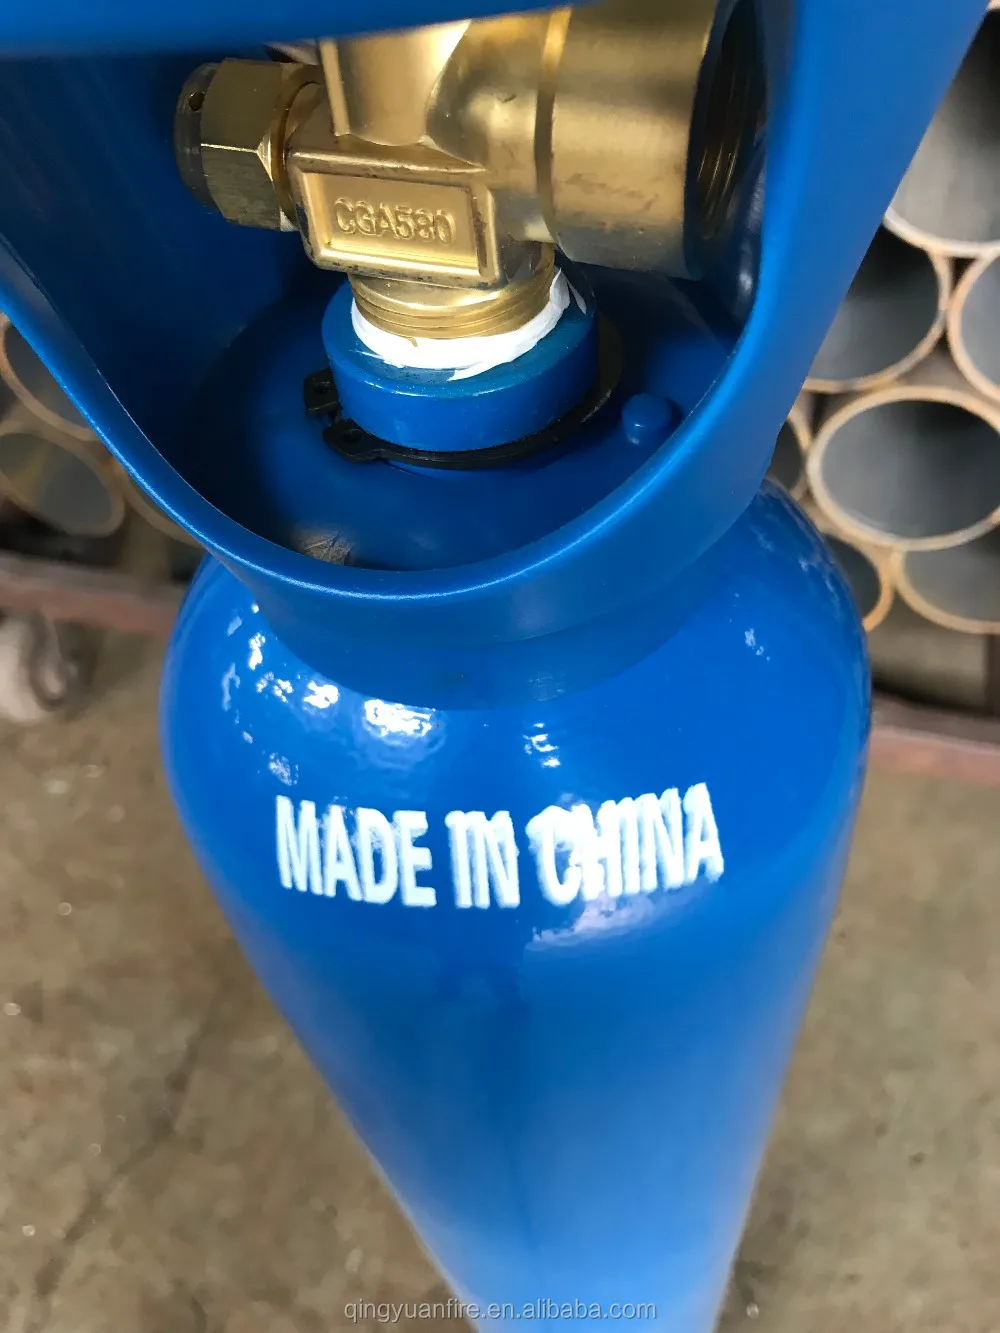 CGA580
MADE IN CHINA
qingyuanfire.en.alibaba.com